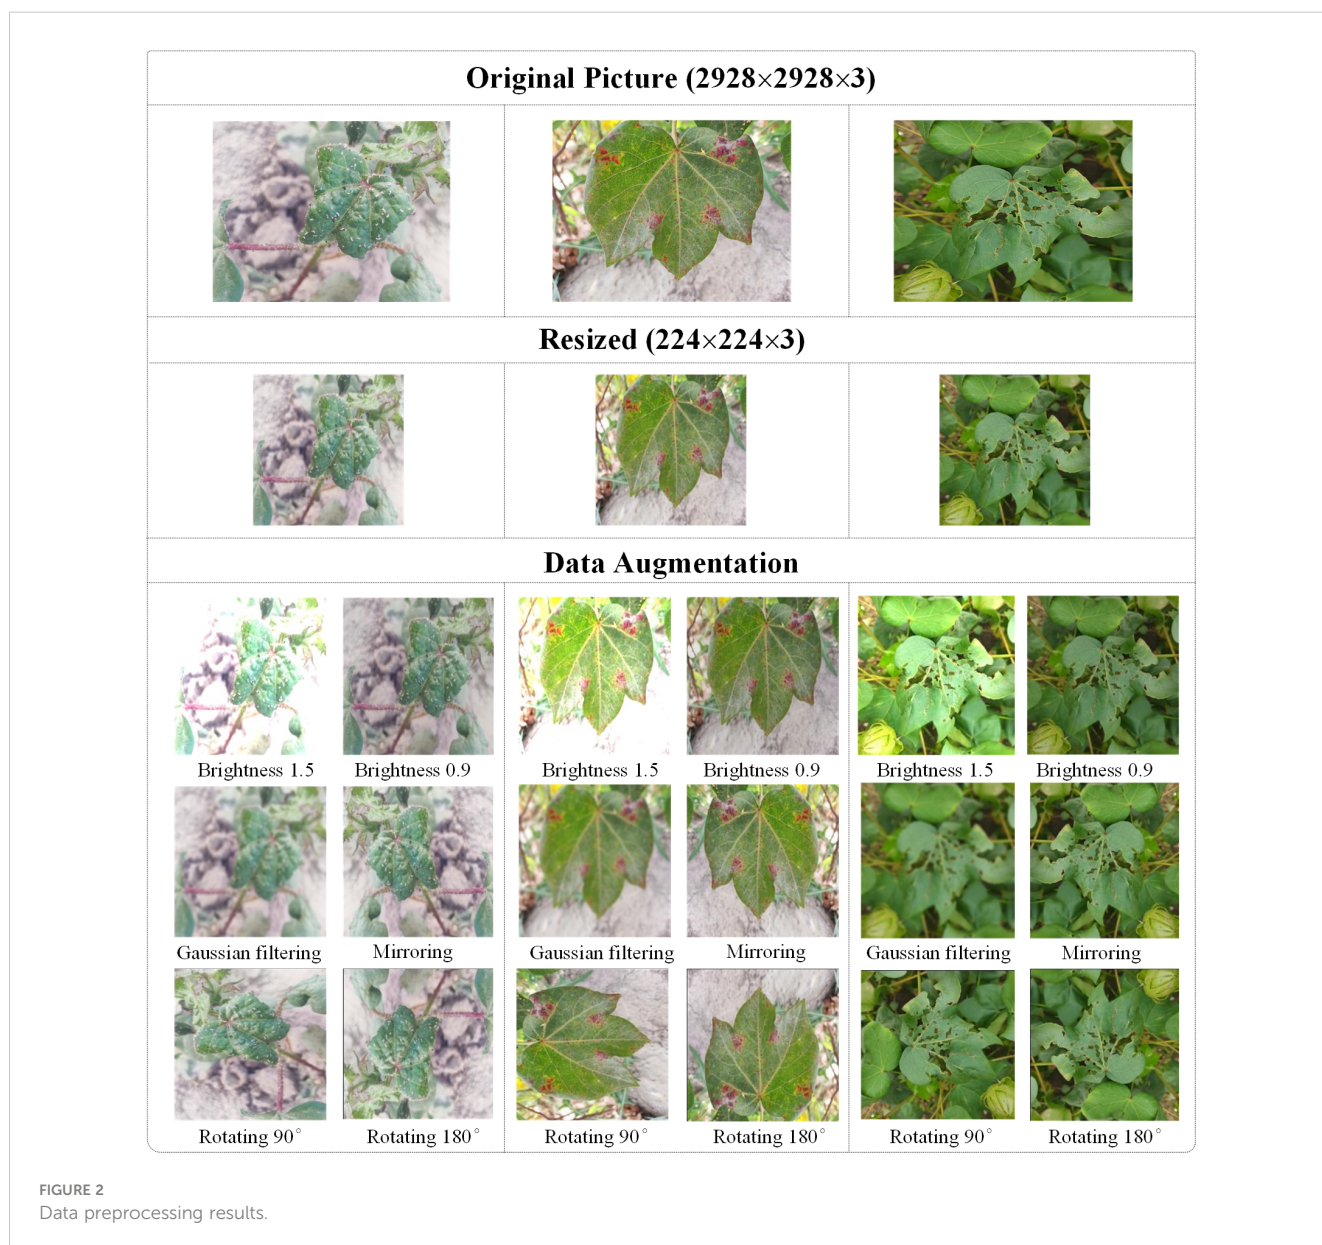 Original Picture (2928×2928×3)
Resized (224×224×3)
Data Augmentation
Brightness 1.5 Brightness 0.9 Brightness 1.5 Brightness 0.9 Brightness 1.5 Brightness 0.9
Gaussian filtering Mirroring Gaussian filtering Mirroring Gaussian filtering Mirroring
Rotating 90° Rotating 180° Rotating 90° Rotating 180° Rotating 90° Rotating 180°
FIGURE 2
Data preprocessing results.